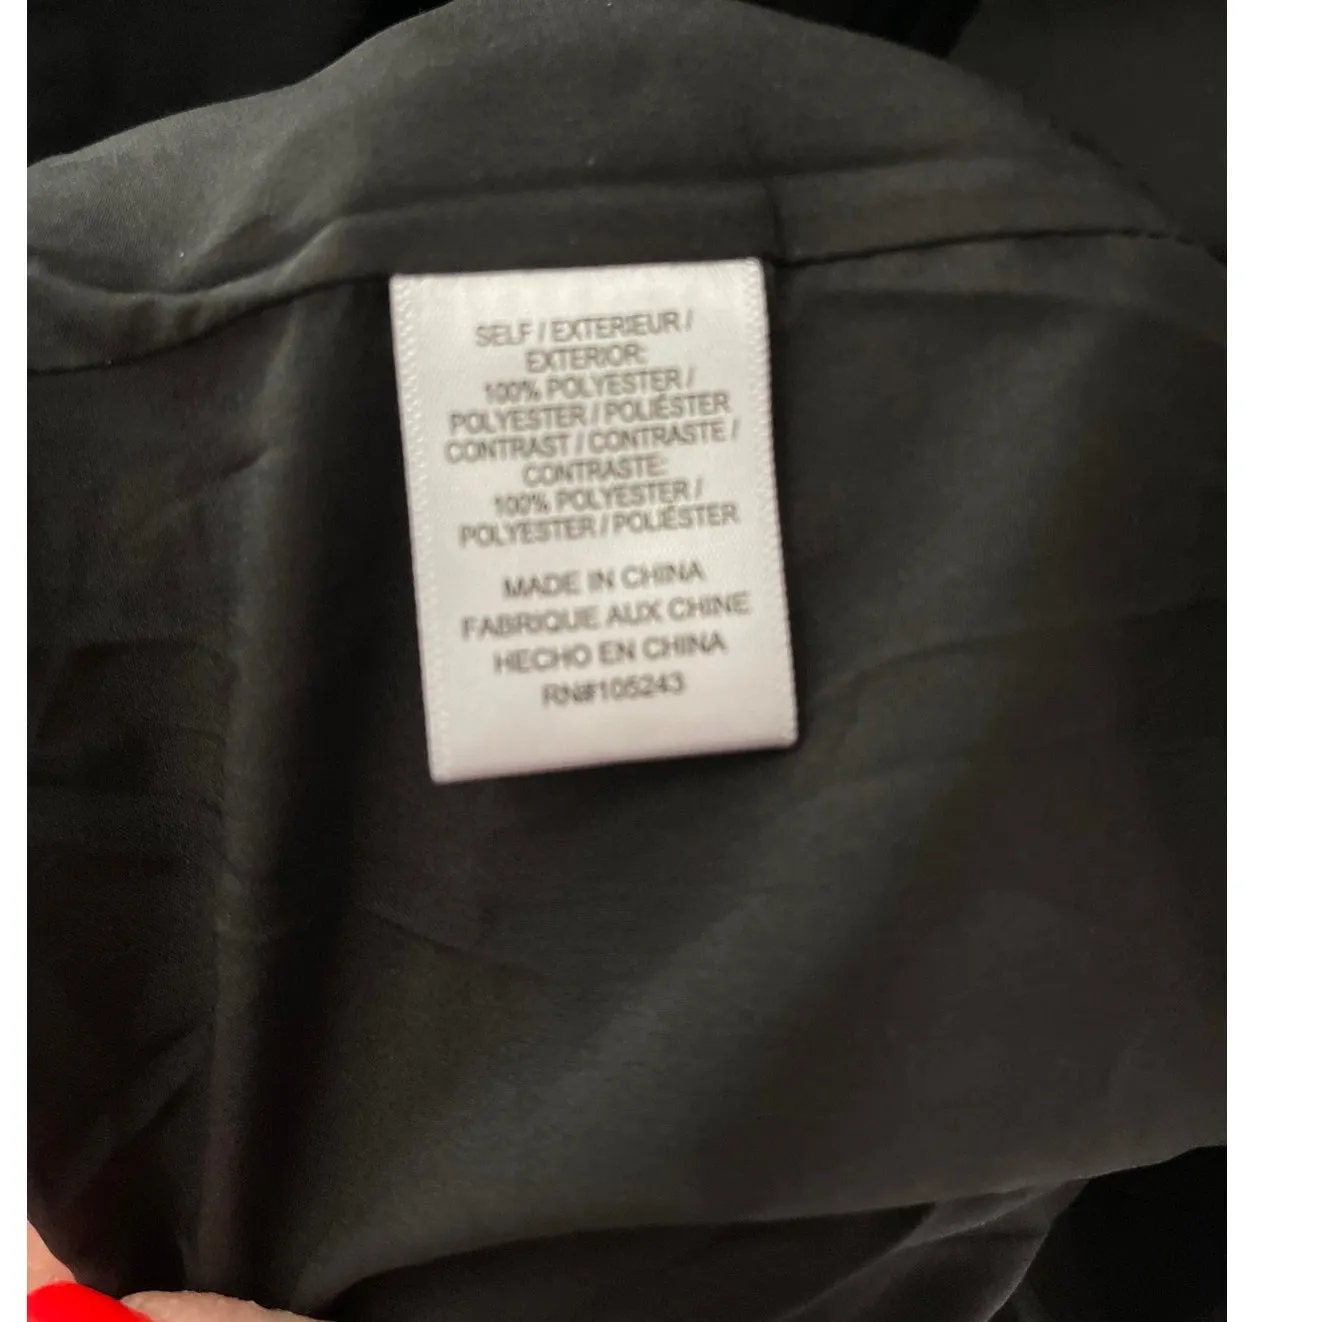 SELF / EXTERIEUR /
EXTERIOR:
100% POLYESTER /
POLYESTER / POLIÉSTER
CONTRAST / CONTRASTE /
CONTRASTE:
100% POLYESTER /
POLYESTER / POLIÉSTER
MADE IN CHINA
FABRIQUE AUX CHINE
HECHO EN CHINA
RN#105243